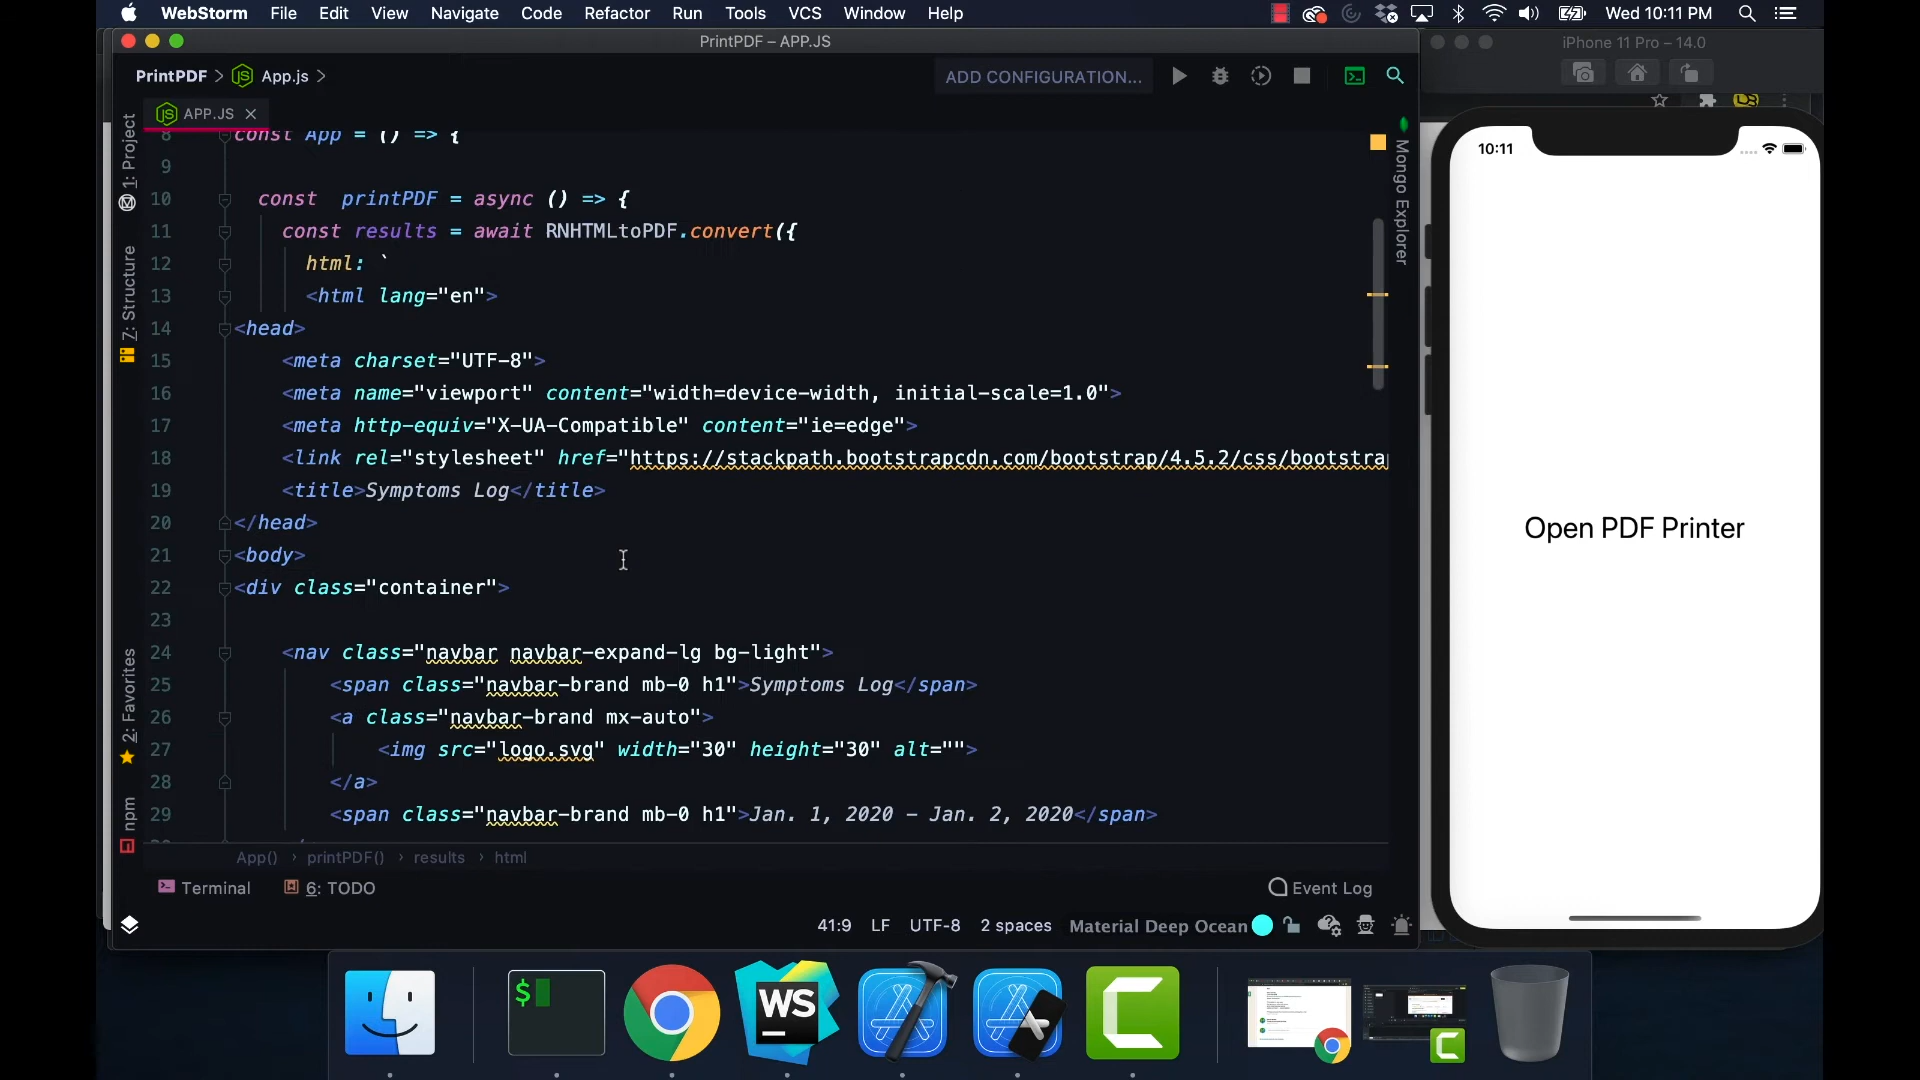 WebStorm File Edit View Navigate Code Refactor Run Tools VCS Window Help Wed 10:11 PM
PrintPDF – APP.JS
iPhone 11 Pro – 14.0
PrintPDF App.js
ADD CONFIGURATION...
APP.JS
1: Project
7: Structure
2: Favorites
npm
Mongo Explorer
8 const App = () => {
9
10 const printPDF = async () => {
11 const results = await RNHTMLtoPDF.convert({
12 html: `
13 <html lang="en">
14 <head>
15 <meta charset="UTF-8">
16 <meta name="viewport" content="width=device-width, initial-scale=1.0">
17 <meta http-equiv="X-UA-Compatible" content="ie=edge">
18 <link rel="stylesheet" href="https://stackpath.bootstrapcdn.com/bootstrap/4.5.2/css/bootstrap
19 <title>Symptoms Log</title>
20 </head>
21 <body>
22 <div class="container">
23
24 <nav class="navbar navbar-expand-lg bg-light">
25 <span class="navbar-brand mb-0 h1">Symptoms Log</span>
26 <a class="navbar-brand mx-auto">
27 <img src="logo.svg" width="30" height="30" alt="">
28 </a>
29 <span class="navbar-brand mb-0 h1">Jan. 1, 2020 – Jan. 2, 2020</span>
App() › printPDF() › results › html
Terminal 6: TODO Event Log
41:9 LF UTF-8 2 spaces Material Deep Ocean
10:11
Open PDF Printer
$
WS